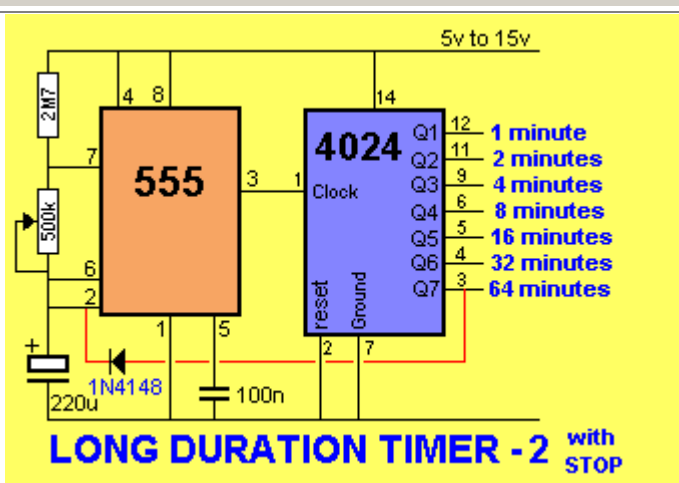 5v to 15v
4 8
14
2M7
7
555
3
1
4024
Clock
Q1 12 1 minute
Q2 11 2 minutes
Q3 9 4 minutes
Q4 6 8 minutes
Q5 5 16 minutes
Q6 4 32 minutes
Q7 3 64 minutes
500k
6
2
reset
Ground
1
5
2
7
+
1N4148
220u
100n
LONG DURATION TIMER - 2 with
STOP